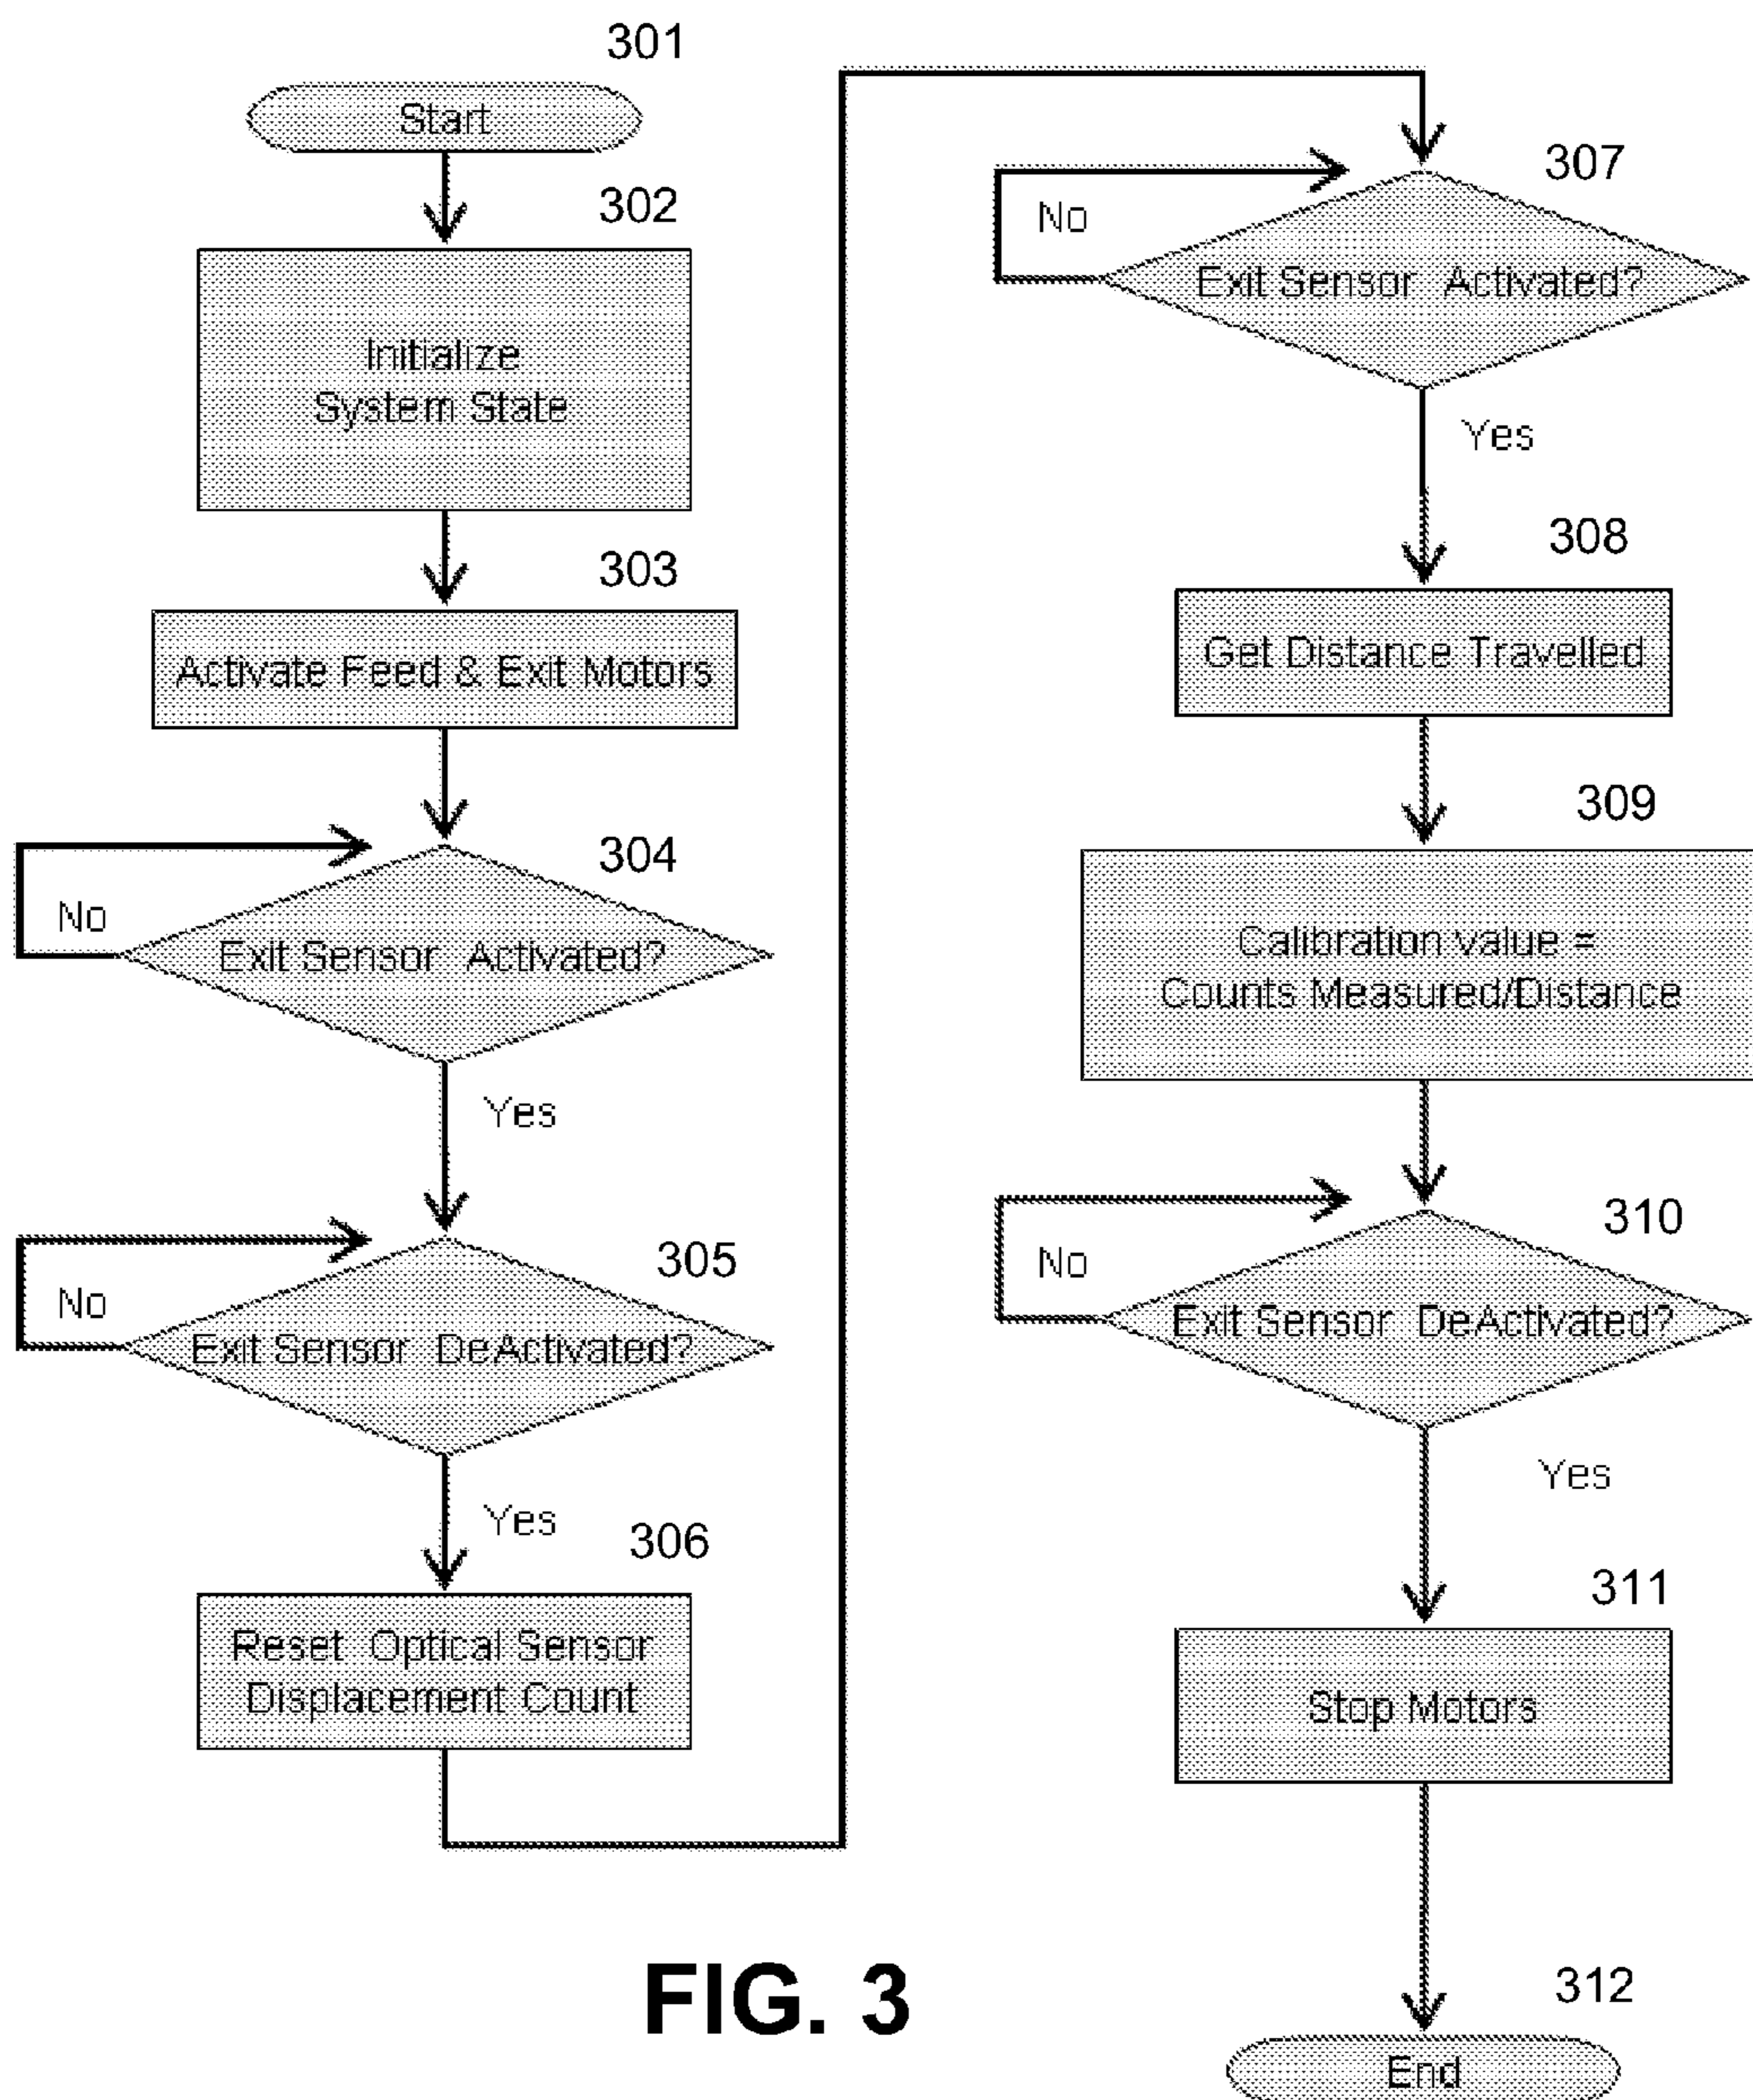 301
Start
302
Initialize
System State
303
Activate Feed & Exit Motors
304
No
Exit Sensor Activated?
Yes
305
No
Exit Sensor DeActivated?
Yes
306
Reset Optical Sensor
Displacement Count
307
No
Exit Sensor Activated?
Yes
308
Get Distance Travelled
309
Calibration value =
Counts Measured/Distance
310
No
Exit Sensor DeActivated?
Yes
311
Stop Motors
312
End
FIG. 3